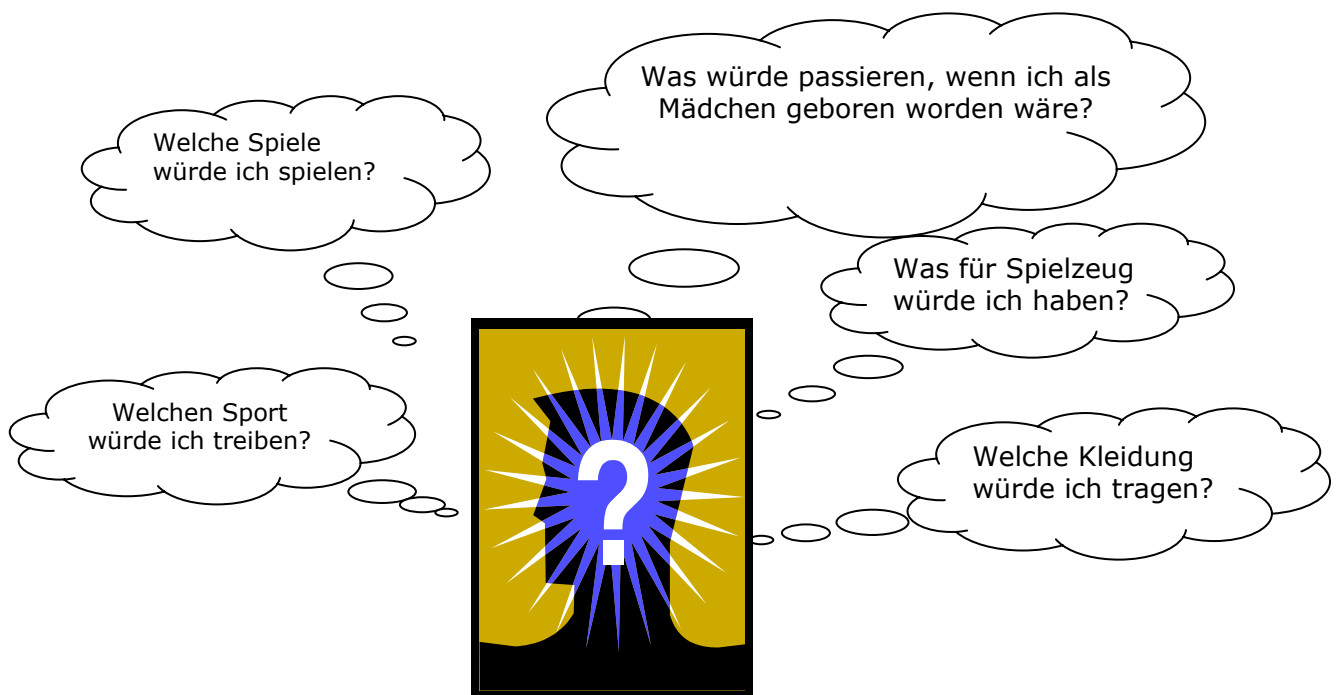 Was würde passieren, wenn ich als
Mädchen geboren worden wäre?
Welche Spiele
würde ich spielen?
Was für Spielzeug
würde ich haben?
Welchen Sport
würde ich treiben?
Welche Kleidung
würde ich tragen?
?